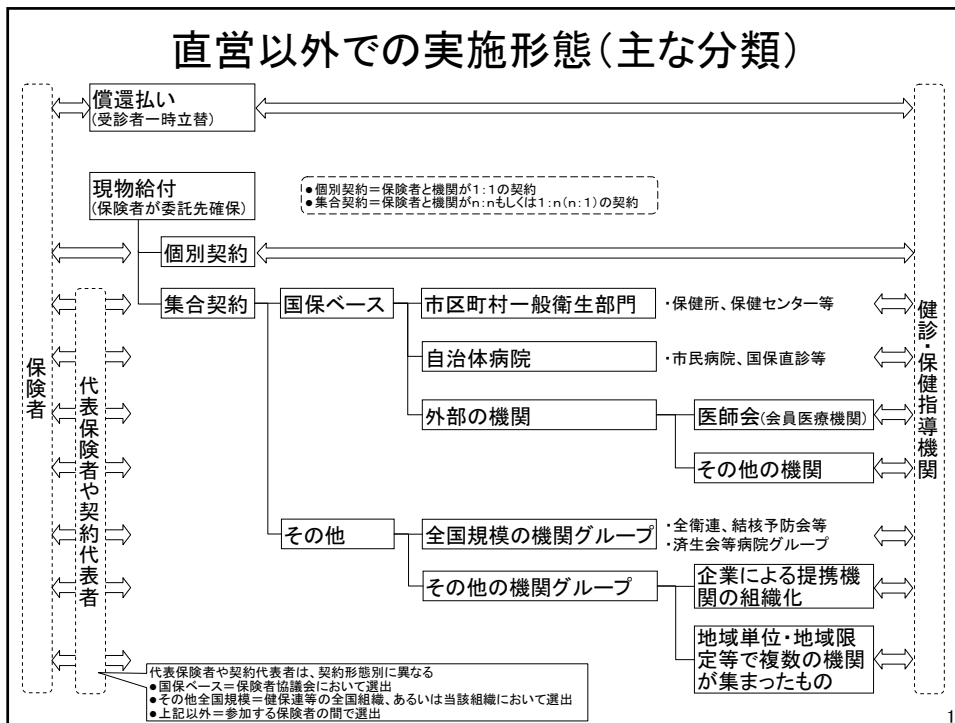 直営以外での実施形態(主な分類)
償還払い
(受診者一時立替)
現物給付
(保険者が委託先確保)
●個別契約=保険者と機関が1:1の契約
●集合契約=保険者と機関がn:nもしくは1:n(n:1)の契約
個別契約
集合契約
国保ベース
市区町村一般衛生部門
・保健所、保健センター等
自治体病院
・市民病院、国保直診等
外部の機関
医師会(会員医療機関)
その他の機関
その他
全国規模の機関グループ
・全衛連、結核予防会等
・済生会等病院グループ
その他の機関グループ
企業による提携機
関の組織化
地域単位・地域限
定等で複数の機関
が集まったもの
保険者
代表保険者や契約代表者
健診・保健指導機関
代表保険者や契約代表者は、契約形態別に異なる
●国保ベース=保険者協議会において選出
●その他全国規模=健保連等の全国組織、あるいは当該組織において選出
●上記以外=参加する保険者の間で選出
1